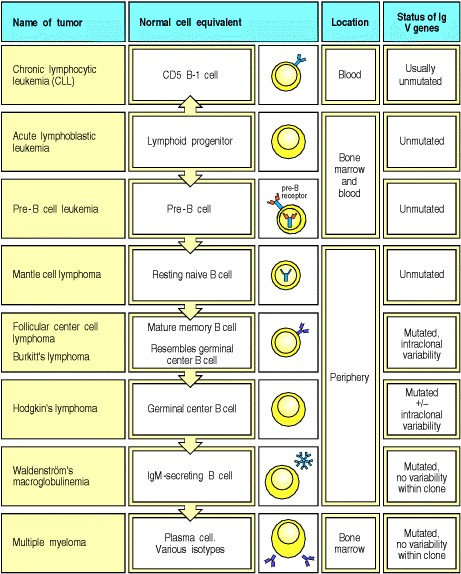 Name of tumor
Normal cell equivalent
Location
Status of Ig
V genes
Chronic lymphocytic
leukemia (CLL)
CD5 B-1 cell
Blood
Usually
unmutated
Acute lymphoblastic
leukemia
Lymphoid progenitor
Bone
marrow
and
blood
Unmutated
Pre-B cell leukemia
Pre-B cell
pre-B
receptor
Unmutated
Mantle cell lymphoma
Resting naive B cell
Periphery
Unmutated
Follicular center cell
lymphoma
Burkitt's lymphoma
Mature memory B cell
Resembles germinal
center B cell
Mutated,
intraclonal
variability
Hodgkin's lymphoma
Germinal center B cell
Mutated
+/–
intraclonal
variability
Waldenström's
macroglobulinemia
IgM-secreting B cell
Mutated,
no variability
within clone
Multiple myeloma
Plasma cell.
Various isotypes
Bone
marrow
Mutated,
no variability
within clone